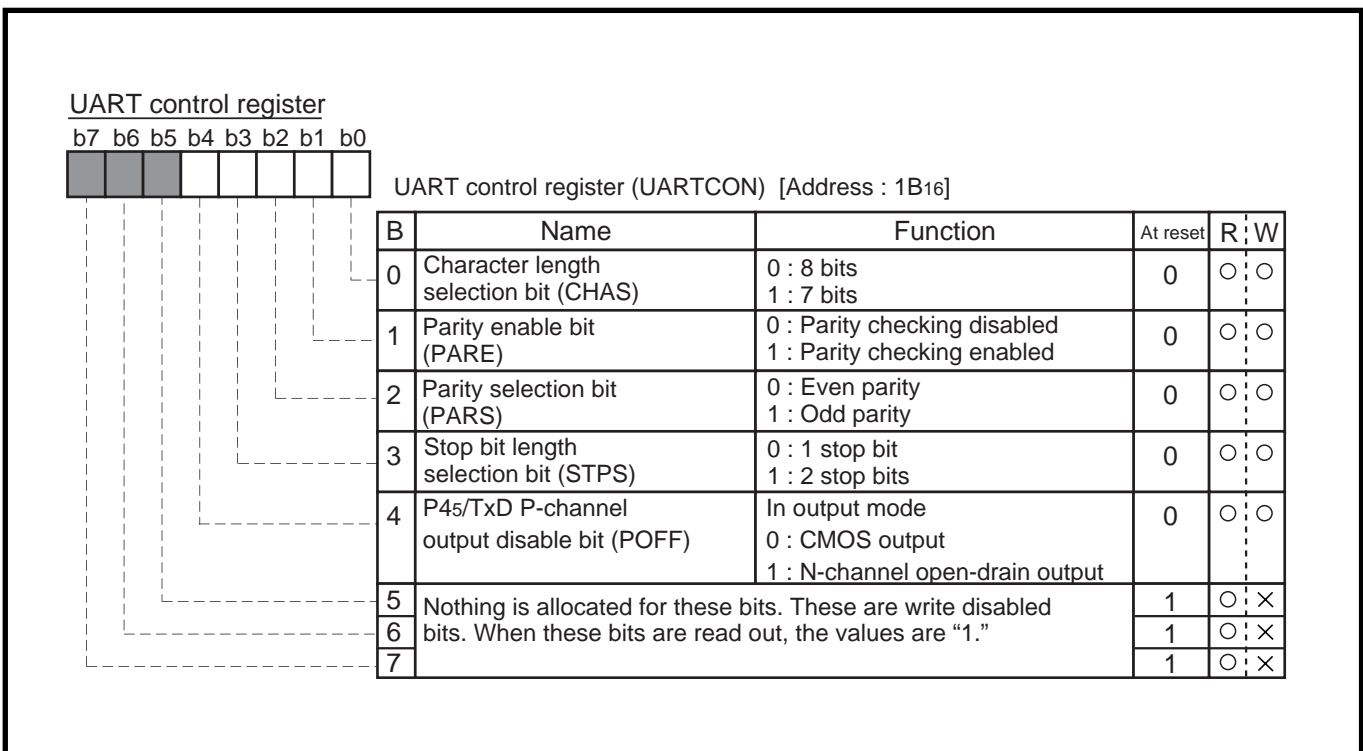 UART control register
b7 b6 b5 b4 b3 b2 b1 b0
UART control register (UARTCON) [Address : 1B16]
B Name Function At reset R W
0 Character length selection bit (CHAS) 0 : 8 bits 1 : 7 bits 0 ○ ○
1 Parity enable bit (PARE) 0 : Parity checking disabled 1 : Parity checking enabled 0 ○ ○
2 Parity selection bit (PARS) 0 : Even parity 1 : Odd parity 0 ○ ○
3 Stop bit length selection bit (STPS) 0 : 1 stop bit 1 : 2 stop bits 0 ○ ○
4 P45/TxD P-channel output disable bit (POFF) In output mode 0 : CMOS output 1 : N-channel open-drain output 0 ○ ○
5 Nothing is allocated for these bits. These are write disabled 1 ○ ×
6 bits. When these bits are read out, the values are “1.” 1 ○ ×
7 1 ○ ×